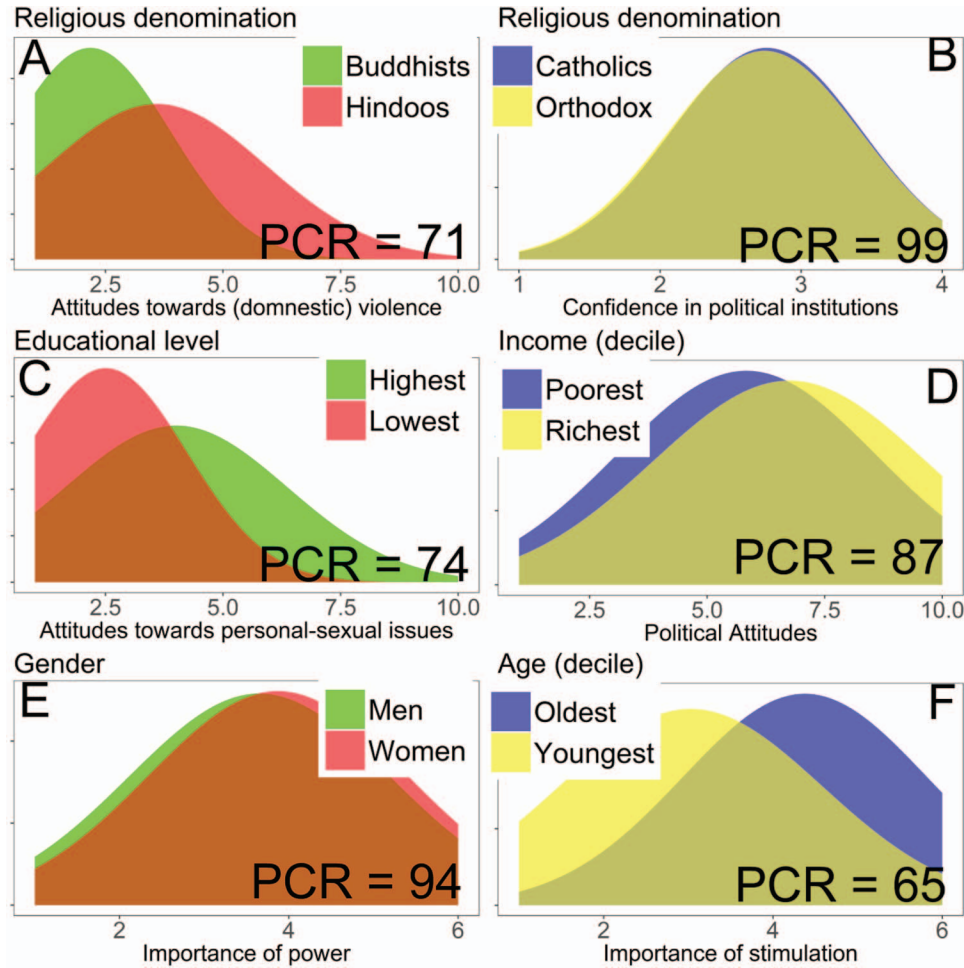 Religious denomination
A
Buddhists
Hindoos
PCR = 71
2.5 5.0 7.5 10.0
Attitudes towards (domnestic) violence
Religious denomination
B
Catholics
Orthodox
PCR = 99
1 2 3 4
Confidence in political institutions
Educational level
C
Highest
Lowest
PCR = 74
2.5 5.0 7.5 10.0
Attitudes towards personal-sexual issues
Income (decile)
D
Poorest
Richest
PCR = 87
2.5 5.0 7.5 10.0
Political Attitudes
Gender
E
Men
Women
PCR = 94
2 4 6
Importance of power
Age (decile)
F
Oldest
Youngest
PCR = 65
2 4 6
Importance of stimulation